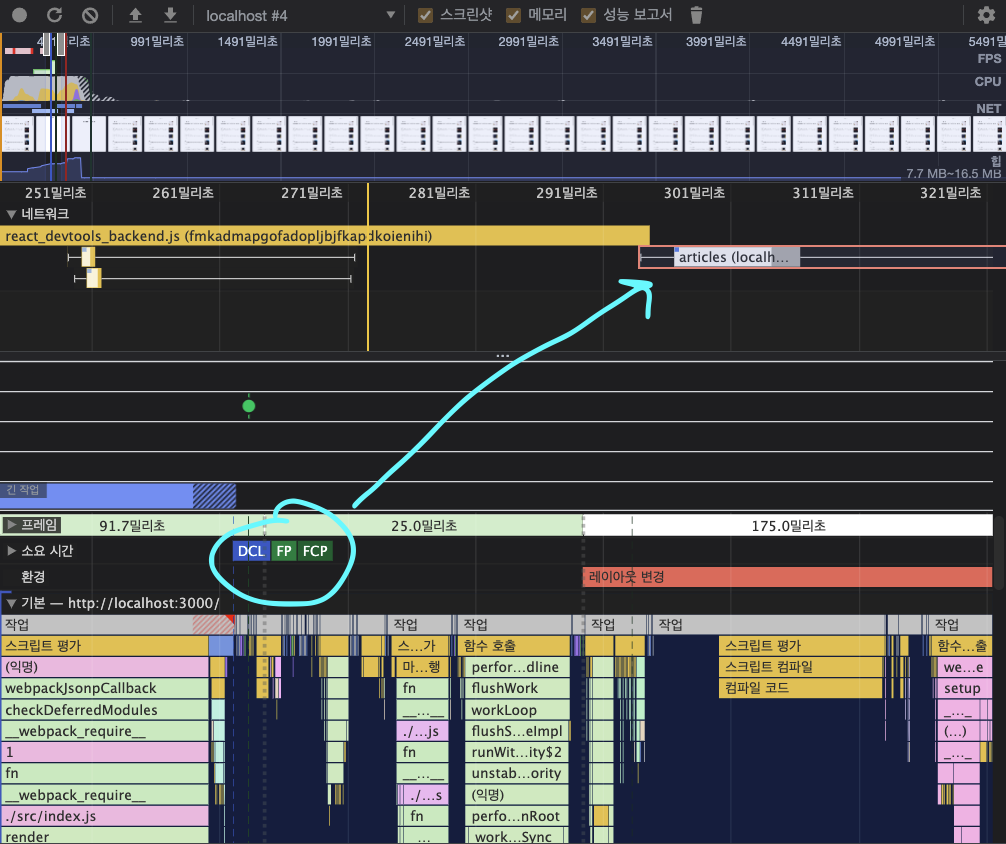 localhost #4 스크린샷 메모리 성능 보고서
991밀리초 1491밀리초 1991밀리초 2491밀리초 2991밀리초 3491밀리초 3991밀리초 4491밀리초 4991밀리초 5491밀
FPS
CPU
NET
힙
7.7 MB~16.5 MB
251밀리초 261밀리초 271밀리초 281밀리초 291밀리초 301밀리초 311밀리초 321밀리초
네트워크
react_devtools_backend.js (fmkadmapgofadopljbjfkapdkoienihi)
articles (localh...
...
긴 작업
프레임 91.7밀리초 25.0밀리초 175.0밀리초
소요 시간 DCL FP FCP
환경 레이아웃 변경
기본 — http://localhost:3000/
작업 작업 작업 작업 작업 작업
스크립트 평가 스...가 함수 호출 스크립트 평가 함수...출
(익명) 마...행 perfor...dline 스크립트 컴파일 we...e
webpackJsonpCallback fn flushWork 컴파일 코드 setup
checkDeferredModules __...__ workLoop _..._
__webpack_require__ ./...js flushS...eImpl (...)
1 fn runWit...ity$2 _..._
fn __...__ unstab...ority
__webpack_require__ ./...s (익명)
./src/index.js fn perfo...nRoot
render ... work...Sync